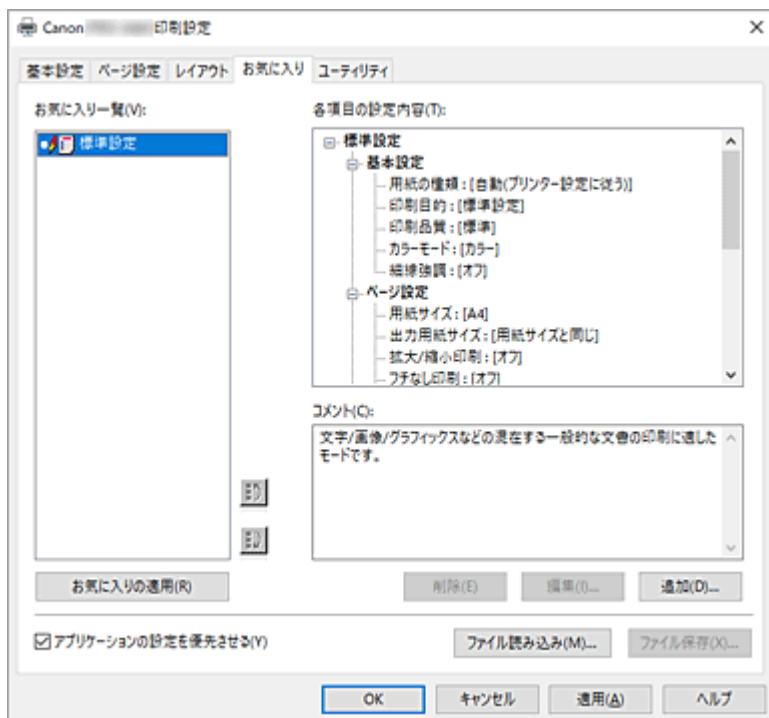 Canon 印刷設定
基本設定 ページ設定 レイアウト お気に入り ユーティリティ
お気に入り一覧(V):
標準設定
各項目の設定内容(T):
標準設定
基本設定
用紙の種類 : [自動(プリンター設定に従う)]
印刷目的 : [標準設定]
印刷品質 : [標準]
カラーモード : [カラー]
細線強調 : [オフ]
ページ設定
用紙サイズ : [A4]
出力用紙サイズ : [用紙サイズと同じ]
拡大/縮小印刷 : [オフ]
フチなし印刷 : [オフ]
コメント(C):
文字/画像/グラフィックスなどの混在する一般的な文書の印刷に適した
モードです。
お気に入りの適用(R)
削除(E) 編集(I)... 追加(D)...
アプリケーションの設定を優先させる(Y)
ファイル読み込み(M)... ファイル保存(X)...
OK キャンセル 適用(A) ヘルプ